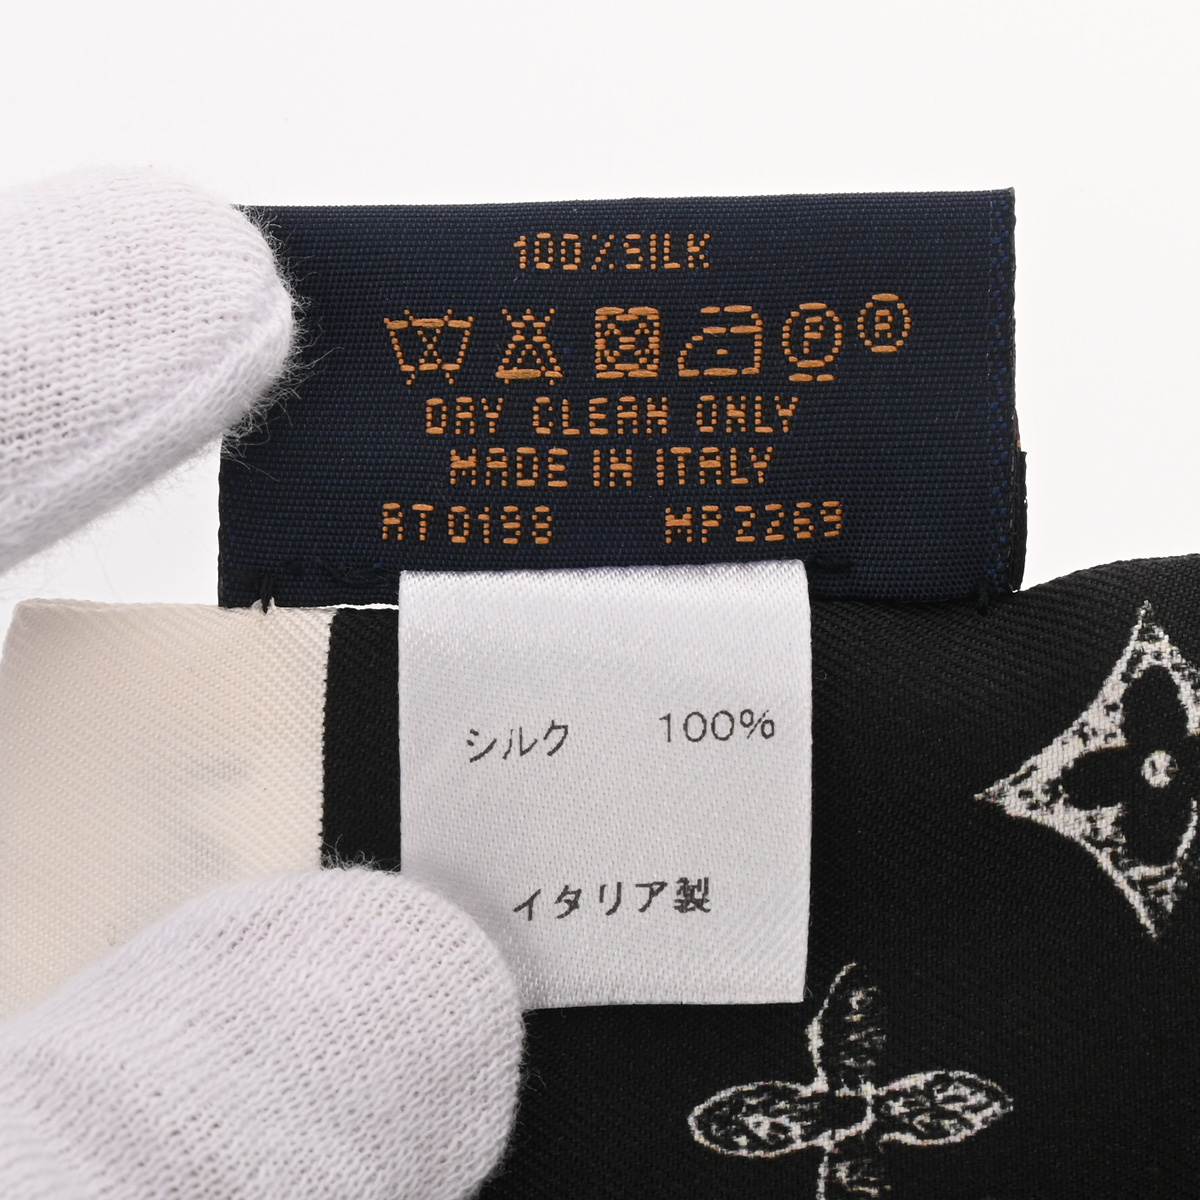 100%SILK
P R
DRY CLEAN ONLY
MADE IN ITALY
RT0198 MP2269
シルク 100%
イタリア製